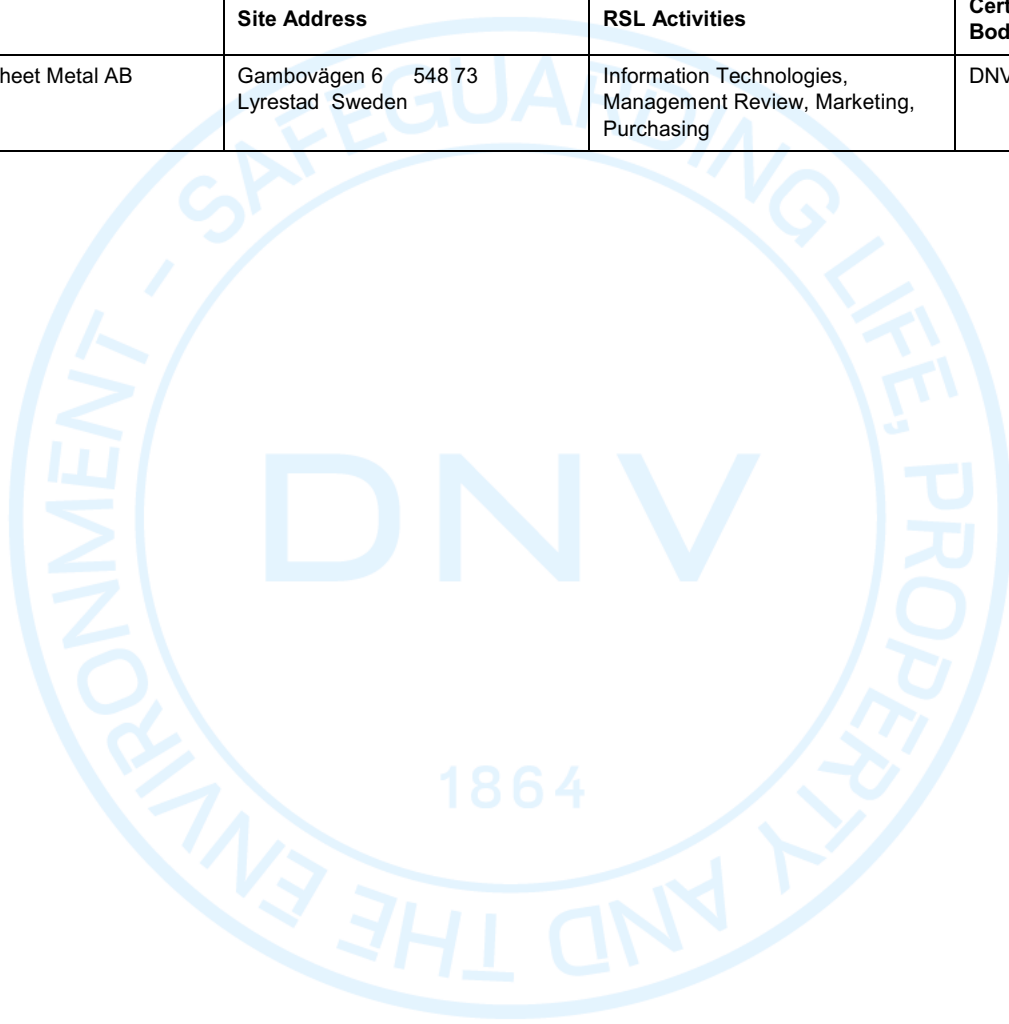 Site Address
RSL Activities
Cert
Bod
heet Metal AB
Gambovägen 6 548 73
Lyrestad Sweden
Information Technologies,
Management Review, Marketing,
Purchasing
DNV
SAFEGUARDING LIFE, PROPERTY AND THE ENVIRONMENT -
DNV
1864